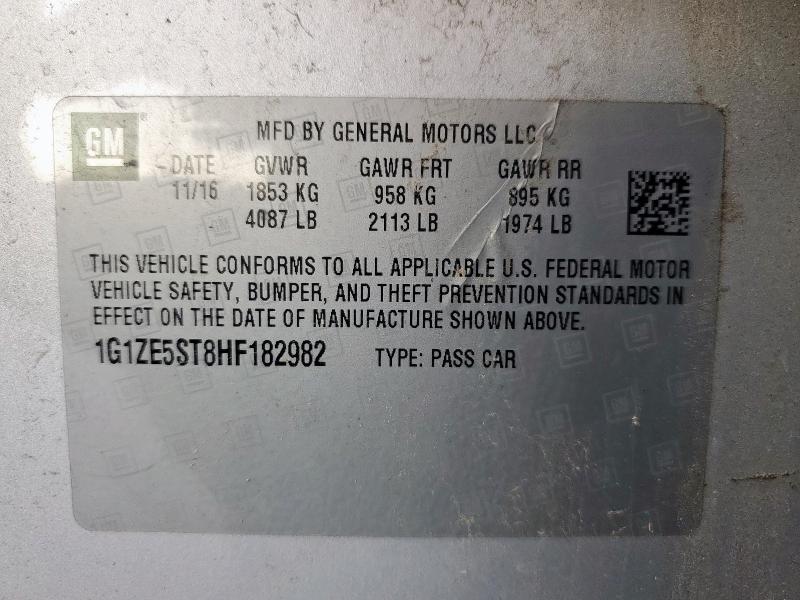 GM
MFD BY GENERAL MOTORS LLC
DATE GVWR GAWR FRT GAWR RR
11/16 1853 KG 958 KG 895 KG
4087 LB 2113 LB 1974 LB
THIS VEHICLE CONFORMS TO ALL APPLICABLE U.S. FEDERAL MOTOR
VEHICLE SAFETY, BUMPER, AND THEFT PREVENTION STANDARDS IN
EFFECT ON THE DATE OF MANUFACTURE SHOWN ABOVE.
1G1ZE5ST8HF182982 TYPE: PASS CAR